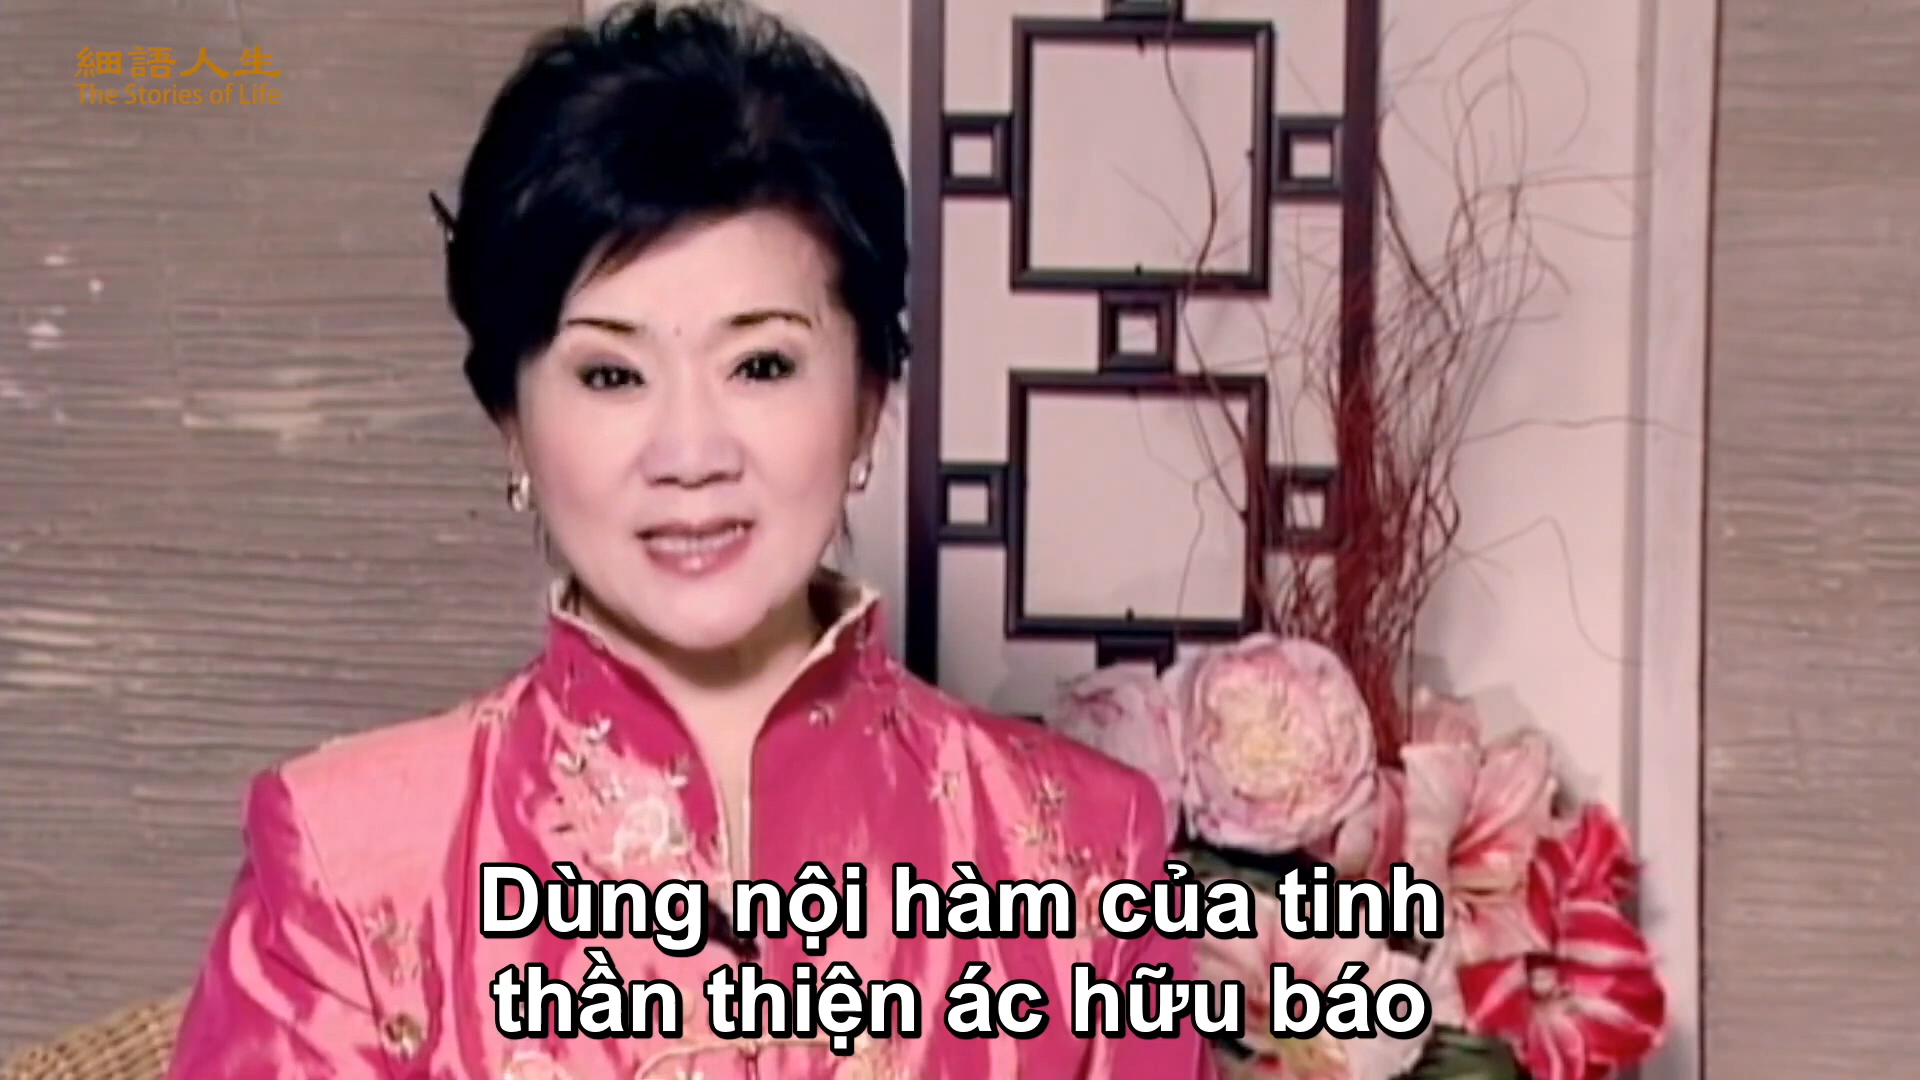 細語人生
The Stories of Life
Dùng nội hàm của tinh
thần thiện ác hữu báo